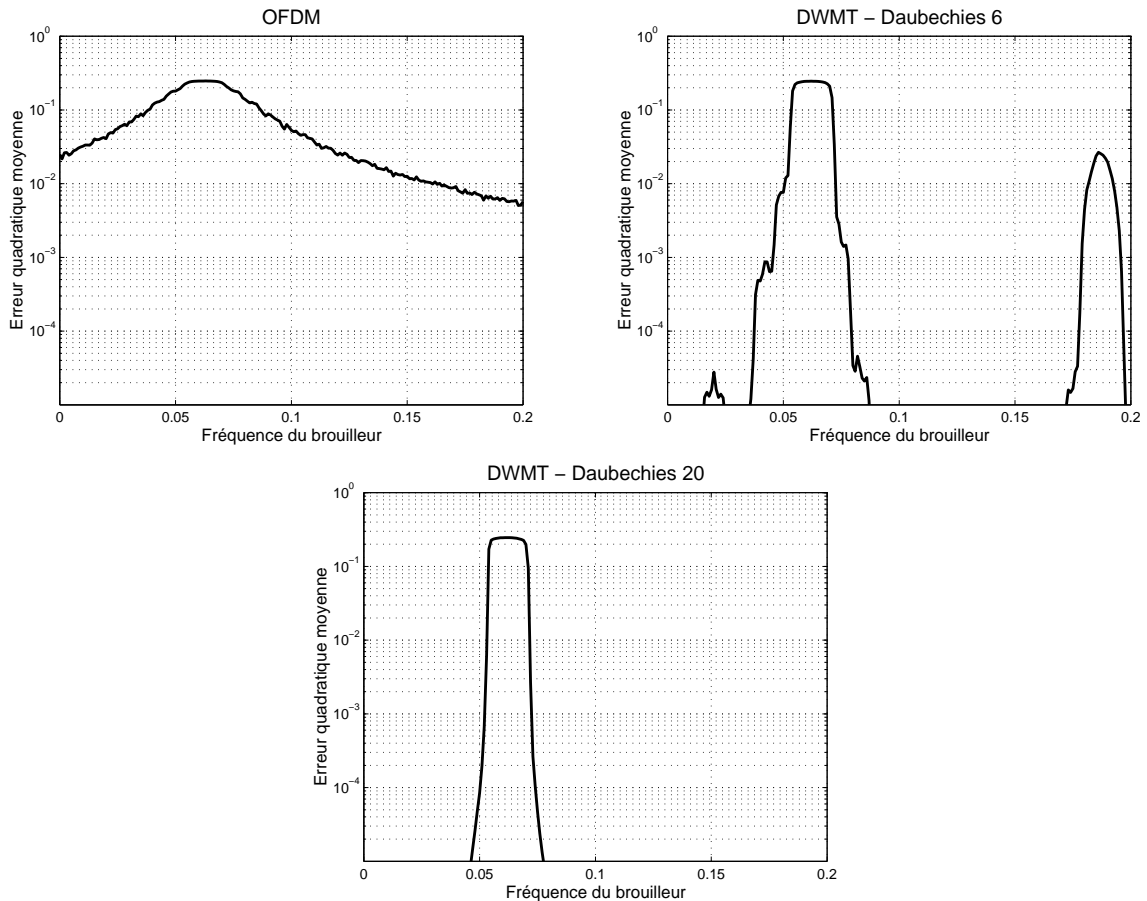 OFDM
10^0
10^-1
10^-2
10^-3
10^-4
Erreur quadratique moyenne
0 0.05 0.1 0.15 0.2
Fréquence du brouilleur
DWMT − Daubechies 6
10^0
10^-1
10^-2
10^-3
10^-4
Erreur quadratique moyenne
0 0.05 0.1 0.15 0.2
Fréquence du brouilleur
DWMT − Daubechies 20
10^0
10^-1
10^-2
10^-3
10^-4
Erreur quadratique moyenne
0 0.05 0.1 0.15 0.2
Fréquence du brouilleur